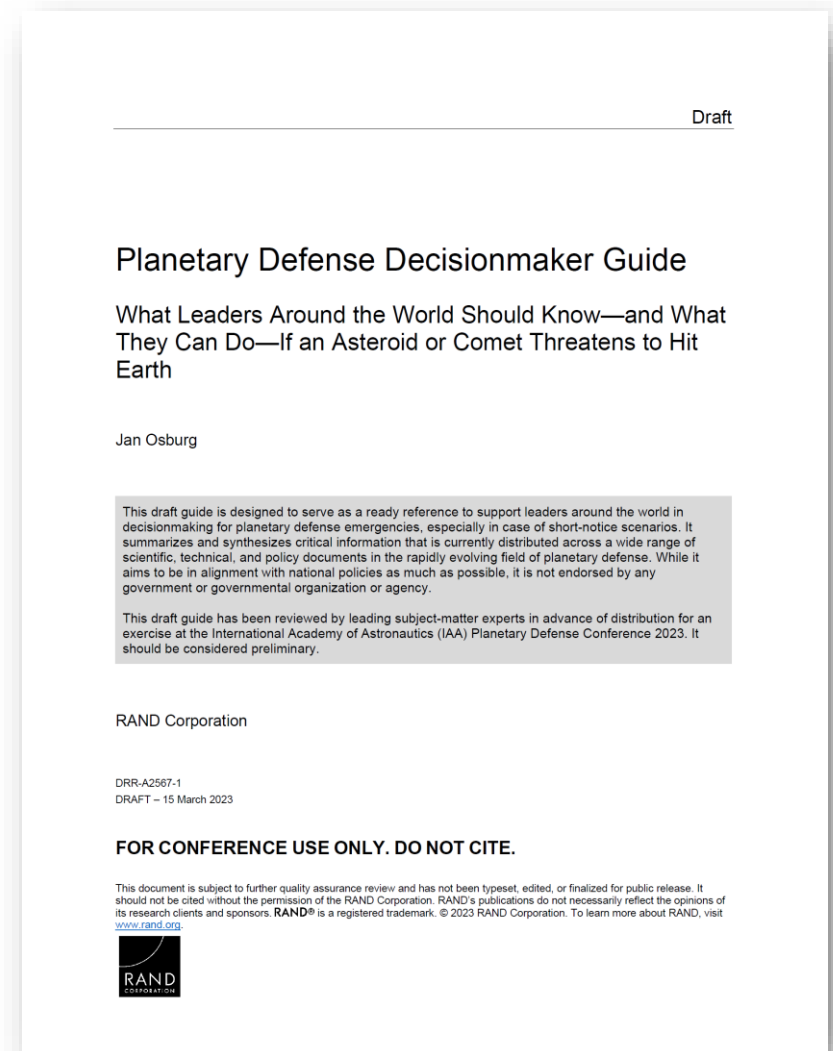 Draft
Planetary Defense Decisionmaker Guide
What Leaders Around the World Should Know—and What
They Can Do—If an Asteroid or Comet Threatens to Hit
Earth
Jan Osburg
This draft guide is designed to serve as a ready reference to support leaders around the world in
decisionmaking for planetary defense emergencies, especially in case of short-notice scenarios. It
summarizes and synthesizes critical information that is currently distributed across a wide range of
scientific, technical, and policy documents in the rapidly evolving field of planetary defense. While it
aims to be in alignment with national policies as much as possible, it is not endorsed by any
government or governmental organization or agency.
This draft guide has been reviewed by leading subject-matter experts in advance of distribution for an
exercise at the International Academy of Astronautics (IAA) Planetary Defense Conference 2023. It
should be considered preliminary.
RAND Corporation
DRR-A2567-1
DRAFT – 15 March 2023
FOR CONFERENCE USE ONLY. DO NOT CITE.
This document is subject to further quality assurance review and has not been typeset, edited, or finalized for public release. It
should not be cited without the permission of the RAND Corporation. RAND's publications do not necessarily reflect the opinions of
its research clients and sponsors. RAND® is a registered trademark. © 2023 RAND Corporation. To learn more about RAND, visit
www.rand.org.
RAND
CORPORATION